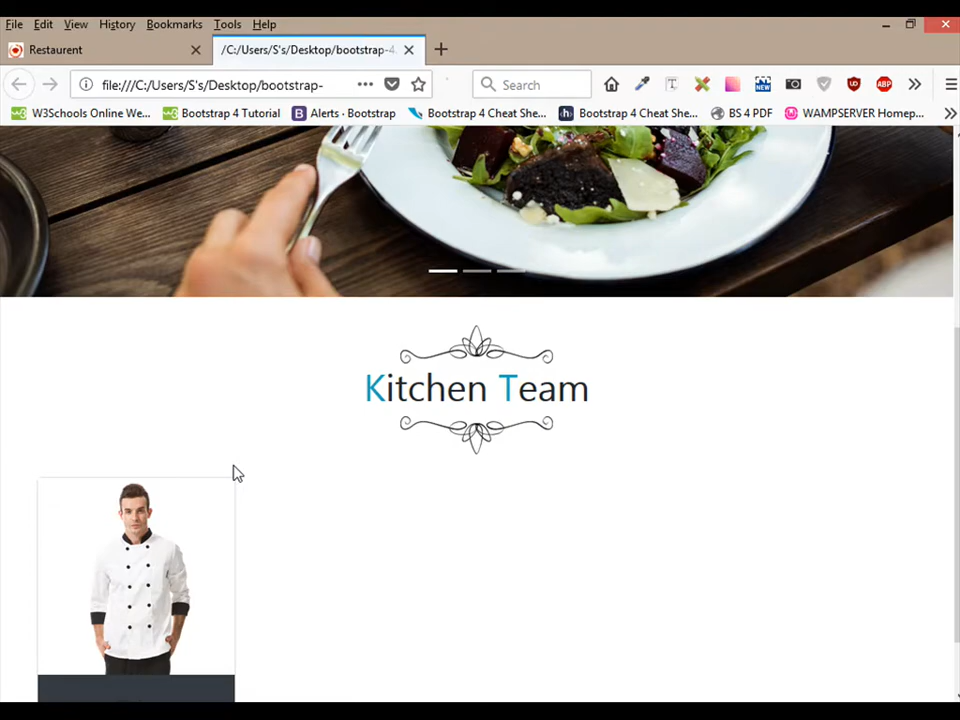 File Edit View History Bookmarks Tools Help
Restaurent
/C:/Users/S's/Desktop/bootstrap-4.
file:///C:/Users/S's/Desktop/bootstrap-
Search
NEW
ABP
W3Schools Online We... Bootstrap 4 Tutorial Alerts · Bootstrap Bootstrap 4 Cheat She... Bootstrap 4 Cheat She... BS 4 PDF WAMPSERVER Homep...
Kitchen Team